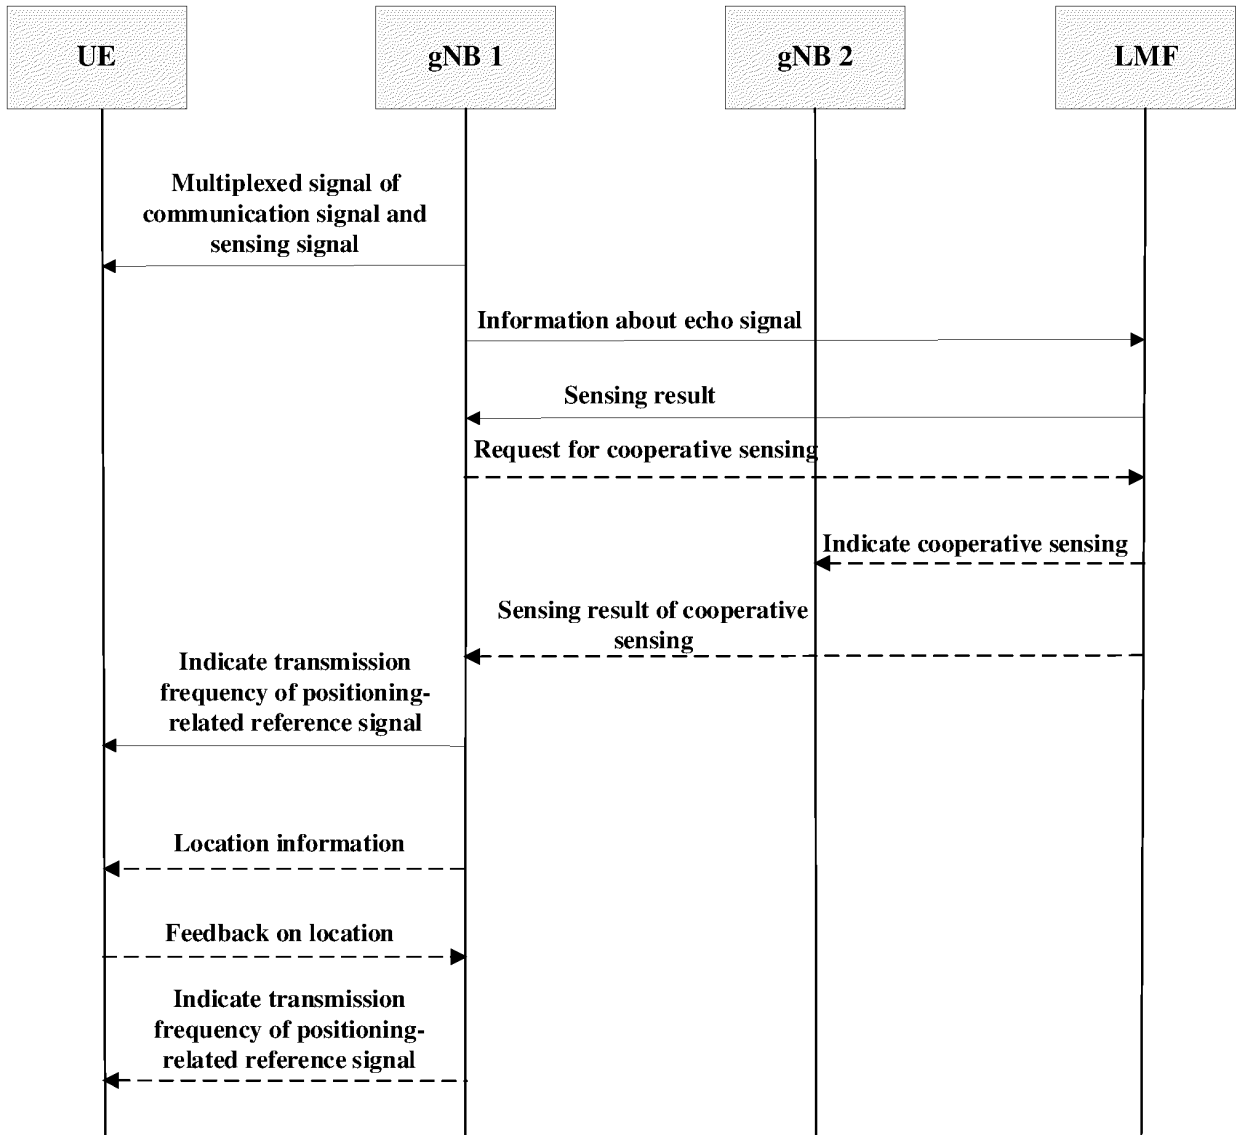 UE
gNB 1
gNB 2
LMF
Multiplexed signal of
communication signal and
sensing signal
Information about echo signal
Sensing result
Request for cooperative sensing
Indicate cooperative sensing
Sensing result of cooperative
sensing
Indicate transmission
frequency of positioning-
related reference signal
Location information
Feedback on location
Indicate transmission
frequency of positioning-
related reference signal